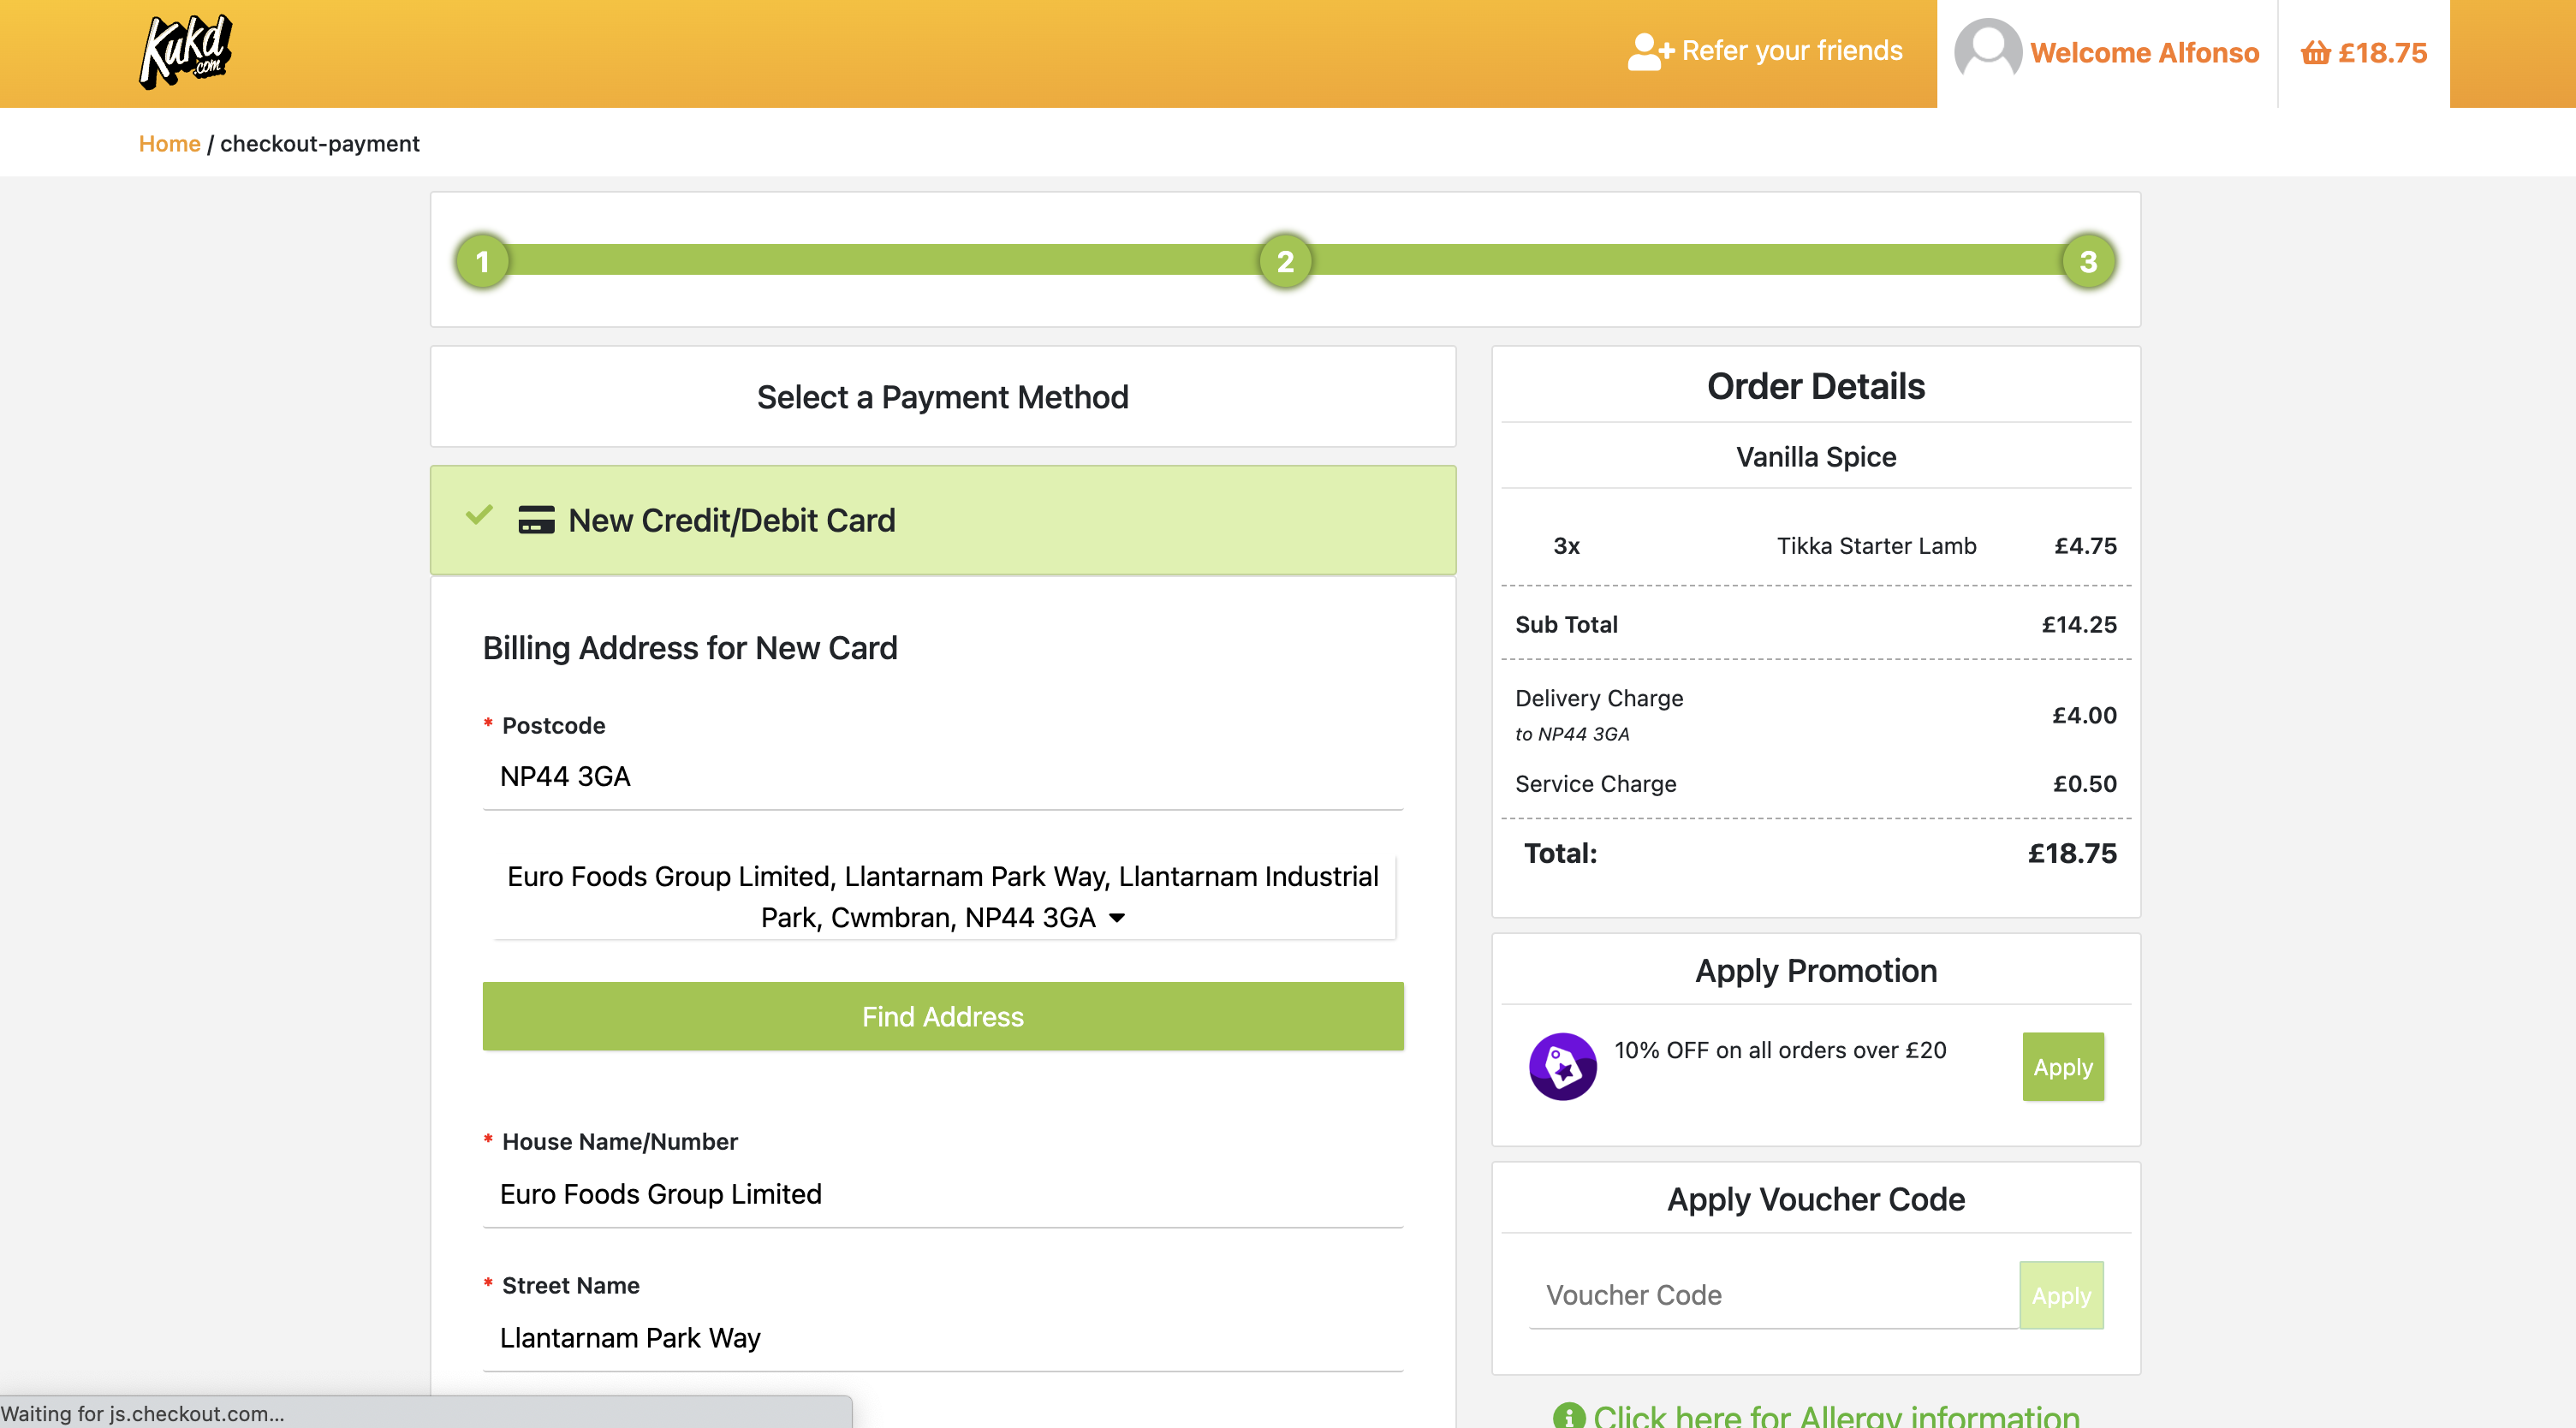 Kukd
.com
Refer your friends
Welcome Alfonso
£18.75
Home / checkout-payment
1
2
3
Select a Payment Method
New Credit/Debit Card
Billing Address for New Card
* Postcode
NP44 3GA
Euro Foods Group Limited, Llantarnam Park Way, Llantarnam Industrial
Park, Cwmbran, NP44 3GA
Find Address
* House Name/Number
Euro Foods Group Limited
* Street Name
Llantarnam Park Way
Order Details
Vanilla Spice
3x Tikka Starter Lamb £4.75
Sub Total £14.25
Delivery Charge £4.00
to NP44 3GA
Service Charge £0.50
Total: £18.75
Apply Promotion
10% OFF on all orders over £20
Apply
Apply Voucher Code
Voucher Code
Apply
Click here for Allergy information
Waiting for js.checkout.com...